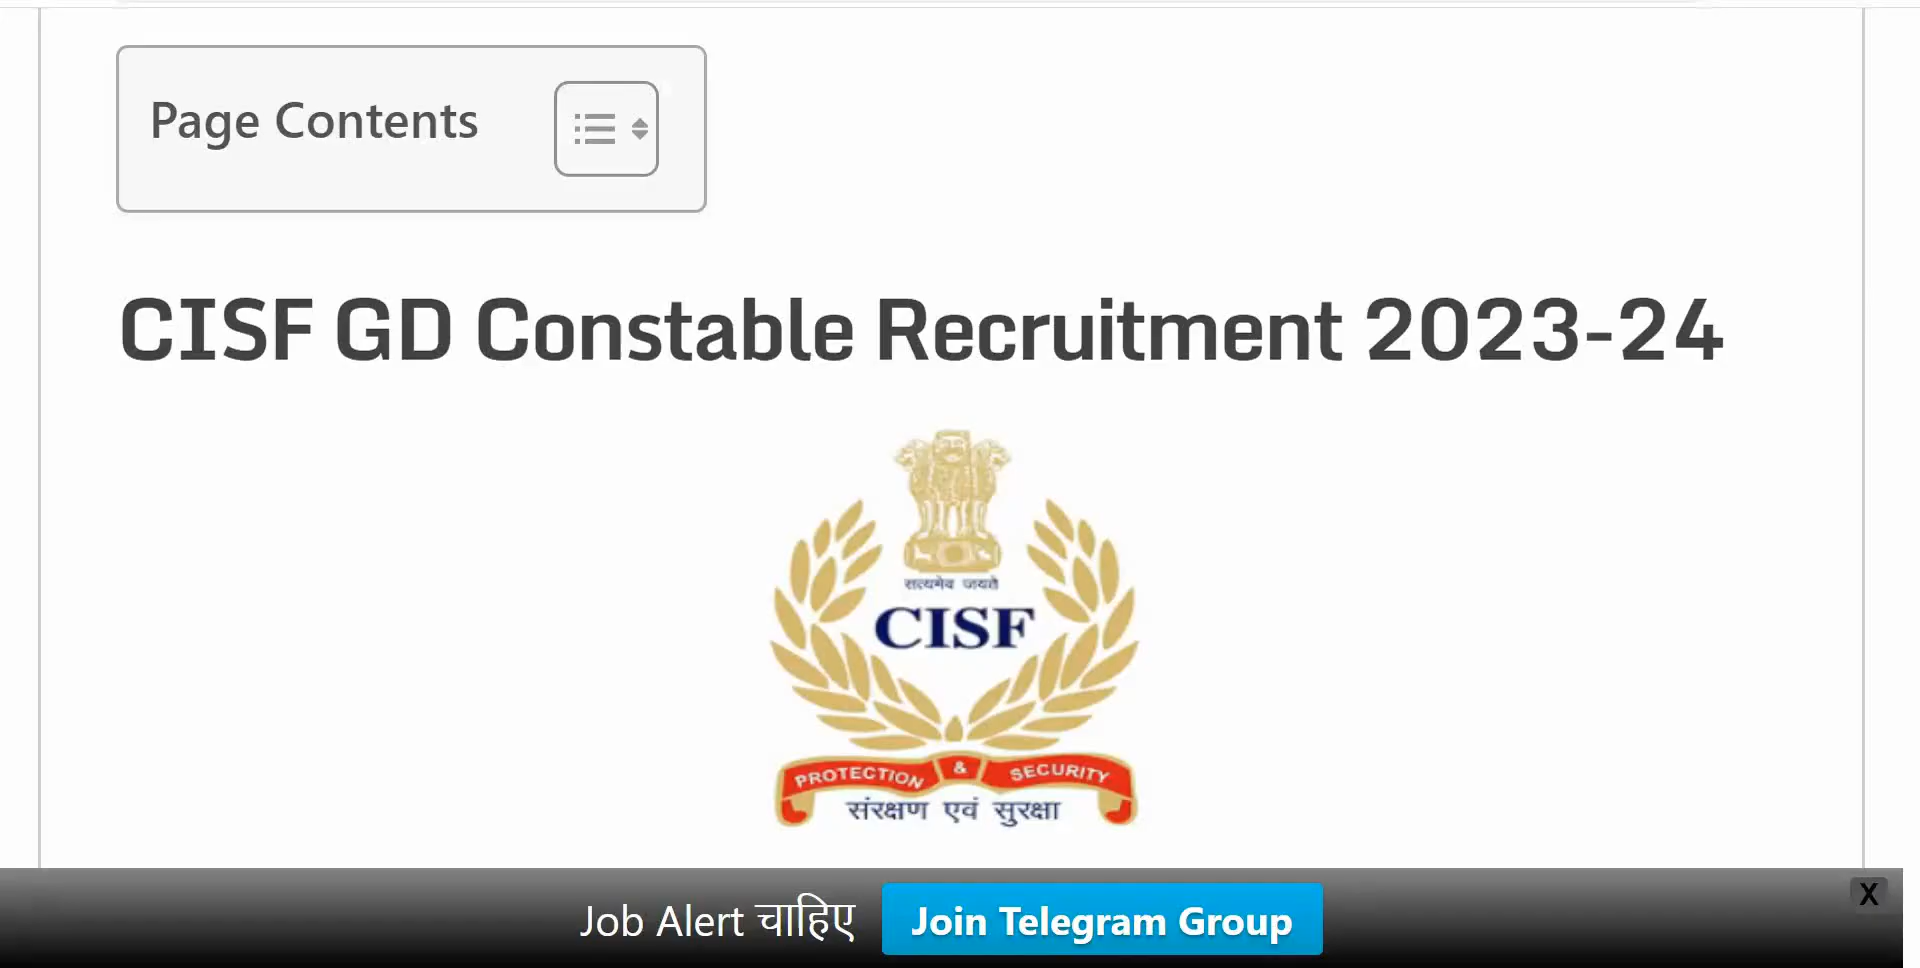 Page Contents
CISF GD Constable Recruitment 2023-24
सत्यमेव जयते
CISF
PROTECTION & SECURITY
संरक्षण एवं सुरक्षा
Job Alert चाहिए Join Telegram Group X